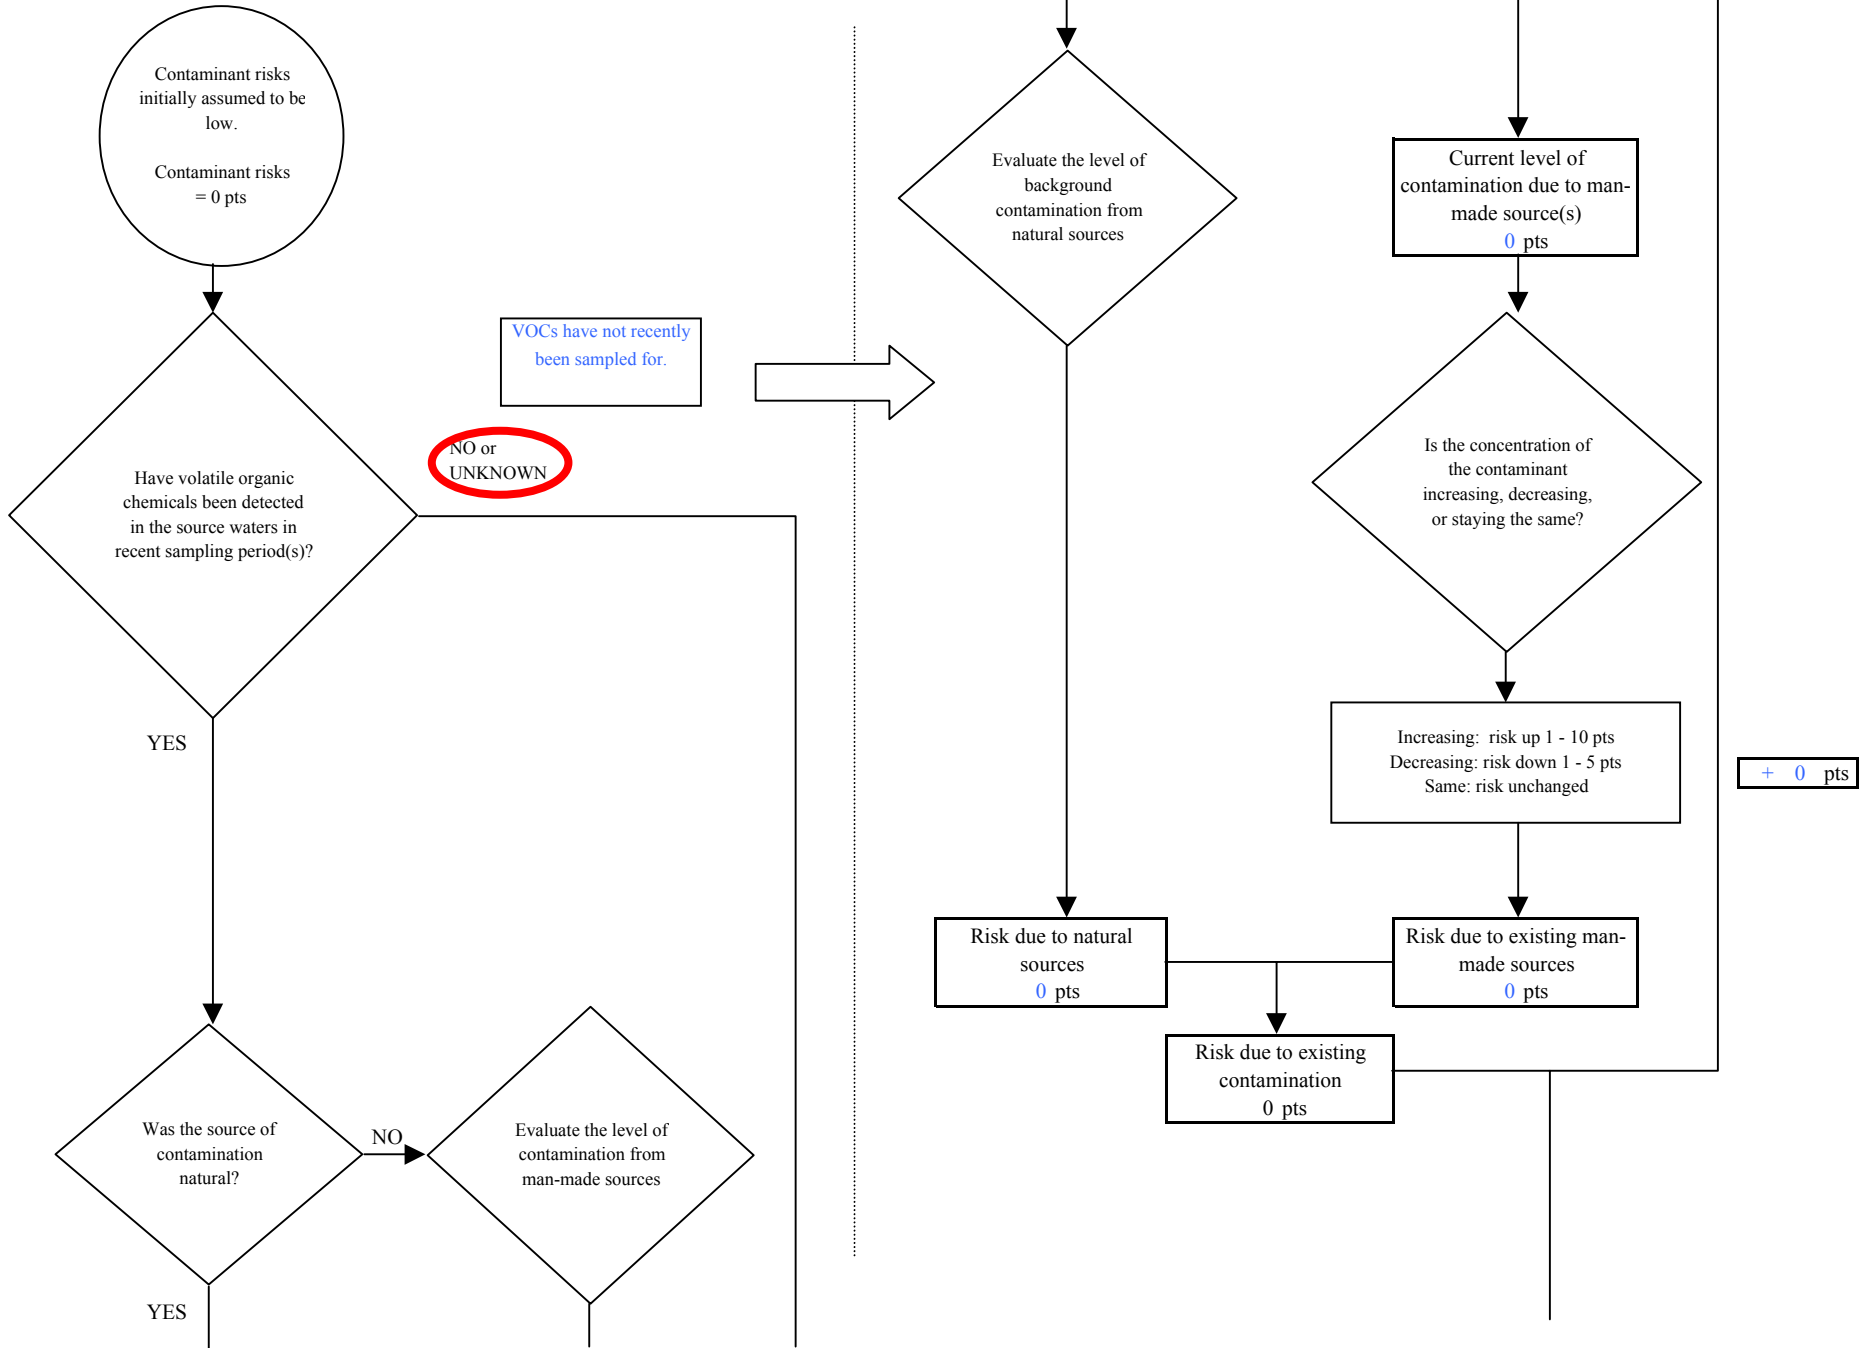 Contaminant risks
initially assumed to be
low.
Contaminant risks
= 0 pts
VOCs have not recently
been sampled for.
NO or
UNKNOWN
Have volatile organic
chemicals been detected
in the source waters in
recent sampling period(s)?
YES
Was the source of
contamination
natural?
NO
Evaluate the level of
contamination from
man-made sources
YES
Evaluate the level of
background
contamination from
natural sources
Current level of
contamination due to man-
made source(s)
0 pts
Is the concentration of
the contaminant
increasing, decreasing,
or staying the same?
Increasing: risk up 1 - 10 pts
Decreasing: risk down 1 - 5 pts
Same: risk unchanged
+ 0 pts
Risk due to natural
sources
0 pts
Risk due to existing man-
made sources
0 pts
Risk due to existing
contamination
0 pts